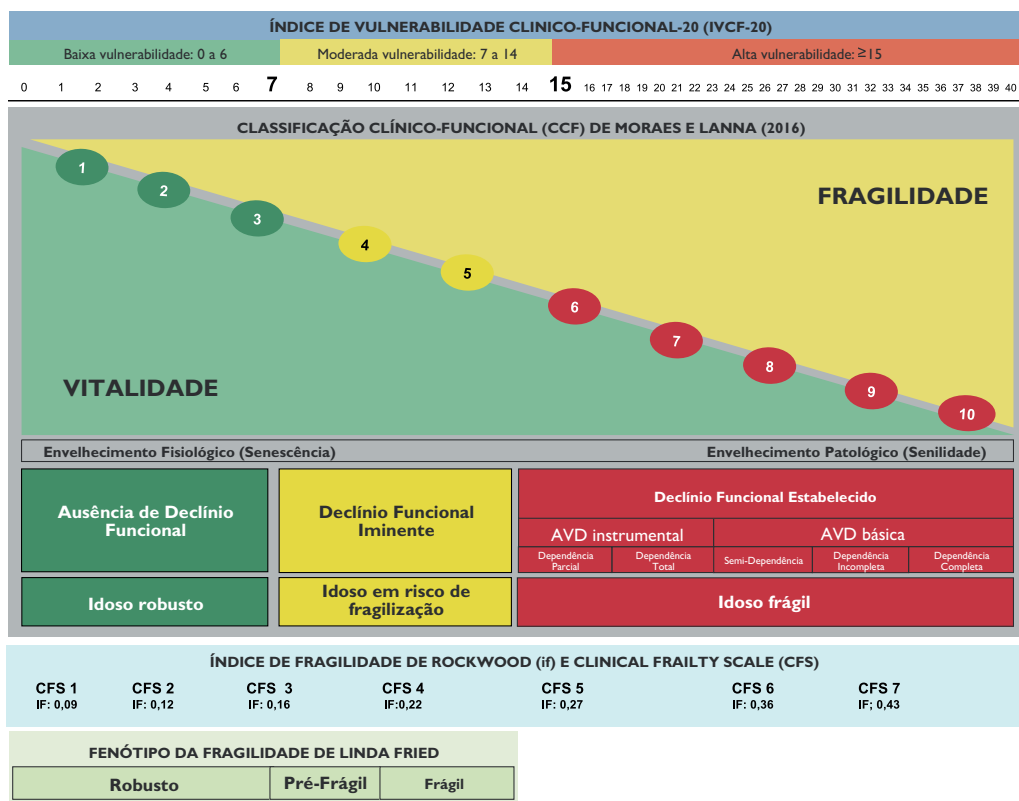 ÍNDICE DE VULNERABILIDADE CLINICO-FUNCIONAL-20 (IVCF-20)
Baixa vulnerabilidade: 0 a 6
Moderada vulnerabilidade: 7 a 14
Alta vulnerabilidade: ≥15
0 1 2 3 4 5 6 7 8 9 10 11 12 13 14 15 16 17 18 19 20 21 22 23 24 25 26 27 28 29 30 31 32 33 34 35 36 37 38 39 40
CLASSIFICAÇÃO CLÍNICO-FUNCIONAL (CCF) DE MORAES E LANNA (2016)
1
2
3
4
5
6
7
8
9
10
FRAGILIDADE
VITALIDADE
Envelhecimento Fisiológico (Senescência)
Envelhecimento Patológico (Senilidade)
Ausência de Declínio
Funcional
Declínio Funcional
Iminente
Declínio Funcional Estabelecido
AVD instrumental
AVD básica
Dependência
Parcial
Dependência
Total
Semi-Dependência
Dependência
Incompleta
Dependência
Completa
Idoso robusto
Idoso em risco de
fragilização
Idoso frágil
ÍNDICE DE FRAGILIDADE DE ROCKWOOD (if) E CLINICAL FRAILTY SCALE (CFS)
CFS 1
IF: 0,09
CFS 2
IF: 0,12
CFS 3
IF: 0,16
CFS 4
IF:0,22
CFS 5
IF: 0,27
CFS 6
IF: 0,36
CFS 7
IF; 0,43
FENÓTIPO DA FRAGILIDADE DE LINDA FRIED
Robusto
Pré-Frágil
Frágil